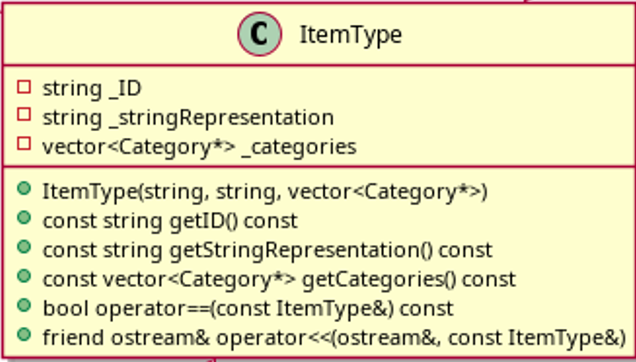 C ItemType
string _ID
string _stringRepresentation
vector<Category*> _categories
ItemType(string, string, vector<Category*>)
const string getID() const
const string getStringRepresentation() const
const vector<Category*> getCategories() const
bool operator==(const ItemType&) const
friend ostream& operator<<(ostream&, const ItemType&)